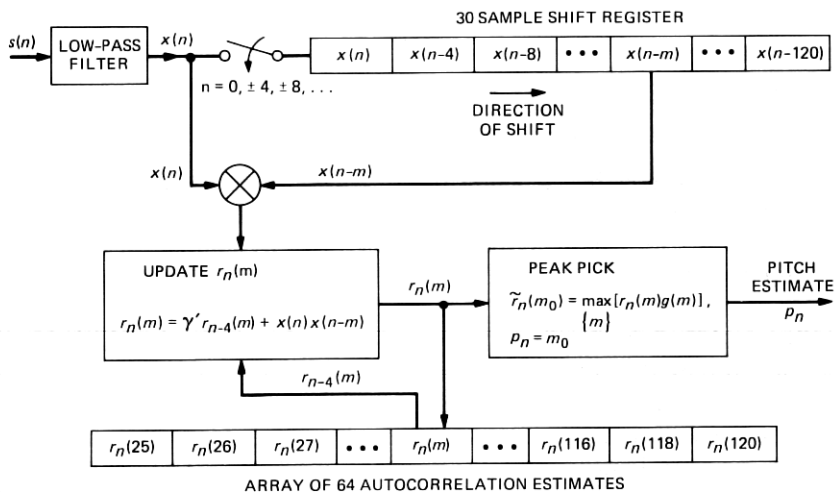 30 SAMPLE SHIFT REGISTER
s(n)
LOW-PASS
FILTER
x(n)
n = 0, ± 4, ± 8, . . .
x(n) x(n-4) x(n-8) ••• x(n-m) ••• x(n-120)
DIRECTION
OF SHIFT
x(n)
x(n-m)
UPDATE r_n(m)
r_n(m) = γ′ r_{n-4}(m) + x(n) x(n-m)
r_n(m)
PEAK PICK
r̃_n(m_0) = max [r_n(m)g(m)] ,
{m}
p_n = m_0
PITCH
ESTIMATE
p_n
r_{n-4}(m)
r_n(25) r_n(26) r_n(27) ••• r_n(m) ••• r_n(116) r_n(118) r_n(120)
ARRAY OF 64 AUTOCORRELATION ESTIMATES